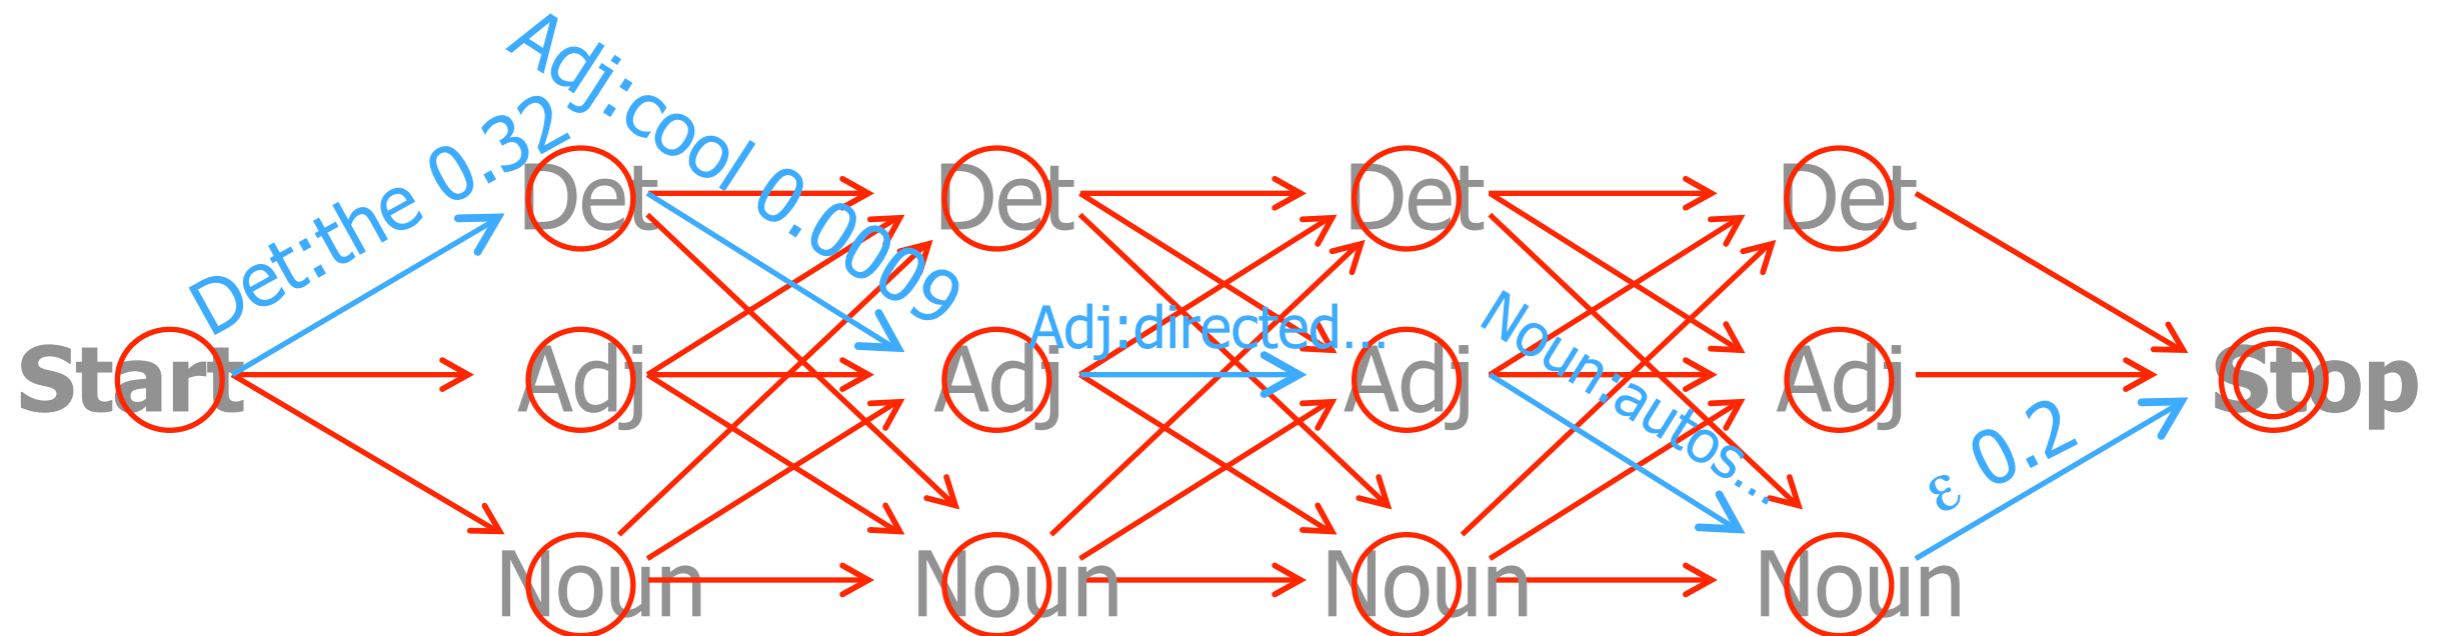 Adj:cool 0.0009
Det:the 0.32
Det Det Det Det
Adj:directed... Noun:autos...
Start Adj Adj Adj Adj Stop
ε 0.2
Noun Noun Noun Noun